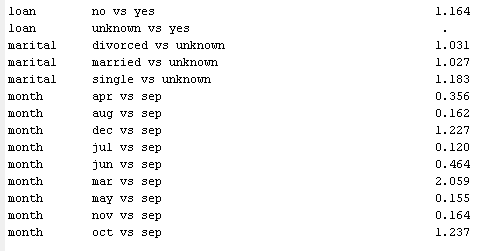 loan no vs yes 1.164
loan unknown vs yes .
marital divorced vs unknown 1.031
marital married vs unknown 1.027
marital single vs unknown 1.183
month apr vs sep 0.356
month aug vs sep 0.162
month dec vs sep 1.227
month jul vs sep 0.120
month jun vs sep 0.464
month mar vs sep 2.059
month may vs sep 0.155
month nov vs sep 0.164
month oct vs sep 1.237